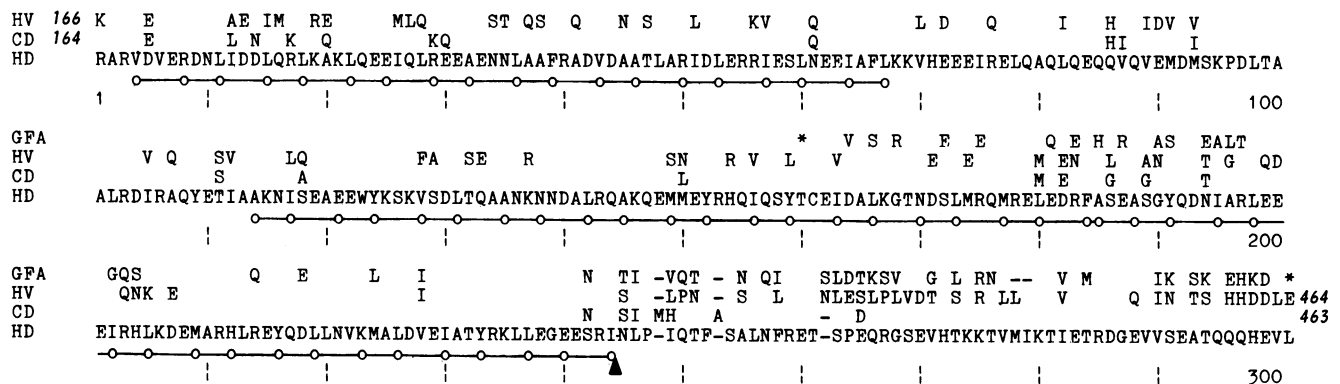 HV 166 K E AE IM RE MLQ ST QS Q N S L KV Q L D Q I H IDV V
CD 164 E L N K Q KQ Q HI I
HD RARVDVERDNLIDDLQRLKAKLQEEIQLREEAENNLAAFRADVDAATLARIDLERRIESLNEEIAFLKKVHEEEIRELQAQLQEQQVQVEMDMSKPDLTA
1 100
GFA * V S R E E Q E H R AS EALT
HV V Q SV LQ FA SE R SN R V L V E E M EN L AN T G QD
CD S A L M E G G T
HD ALRDIRAQYETIAAKNISEAEEWYKSKVSDLTQAANKNNDALRQAKQEMMEYRHQIQSYTCEIDALKGTNDSLMRQMRELEDRFASEASGYQDNIARLEE
200
GFA GQS Q E L I N TI -VQT - N QI SLDTKSV G L RN -- V M IK SK EHKD *
HV QNK E I S -LPN - S L NLESLPLVDT S R LL V Q IN TS HHDDLE 464
CD N SI MH A - D 463
HD EIRHLKDEMARHLREYQDLLNVKMALDVEIATYRKLLEGEESRI-NLP-IQTF-SALNFRET-SPEQRGSEVHTKKTVMIKTIETRDGEVVSEATQQQHEVL
300